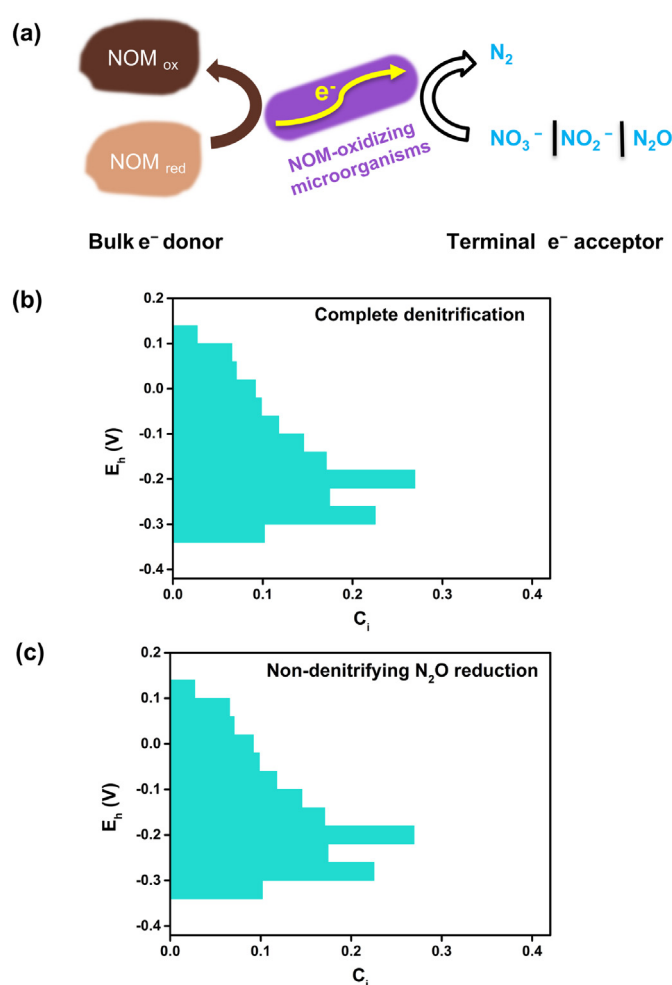 (a)
NOM ox
NOM red
e⁻
NOM-oxidizing
microorganisms
N₂
NO₃⁻ | NO₂⁻ | N₂O
Bulk e⁻ donor
Terminal e⁻ acceptor
(b)
Complete denitrification
0.2
0.1
0.0
-0.1
-0.2
-0.3
-0.4
Eₕ (V)
0.0 0.1 0.2 0.3 0.4
Cᵢ
(c)
Non-denitrifying N₂O reduction
0.2
0.1
0.0
-0.1
-0.2
-0.3
-0.4
Eₕ (V)
0.0 0.1 0.2 0.3 0.4
Cᵢ